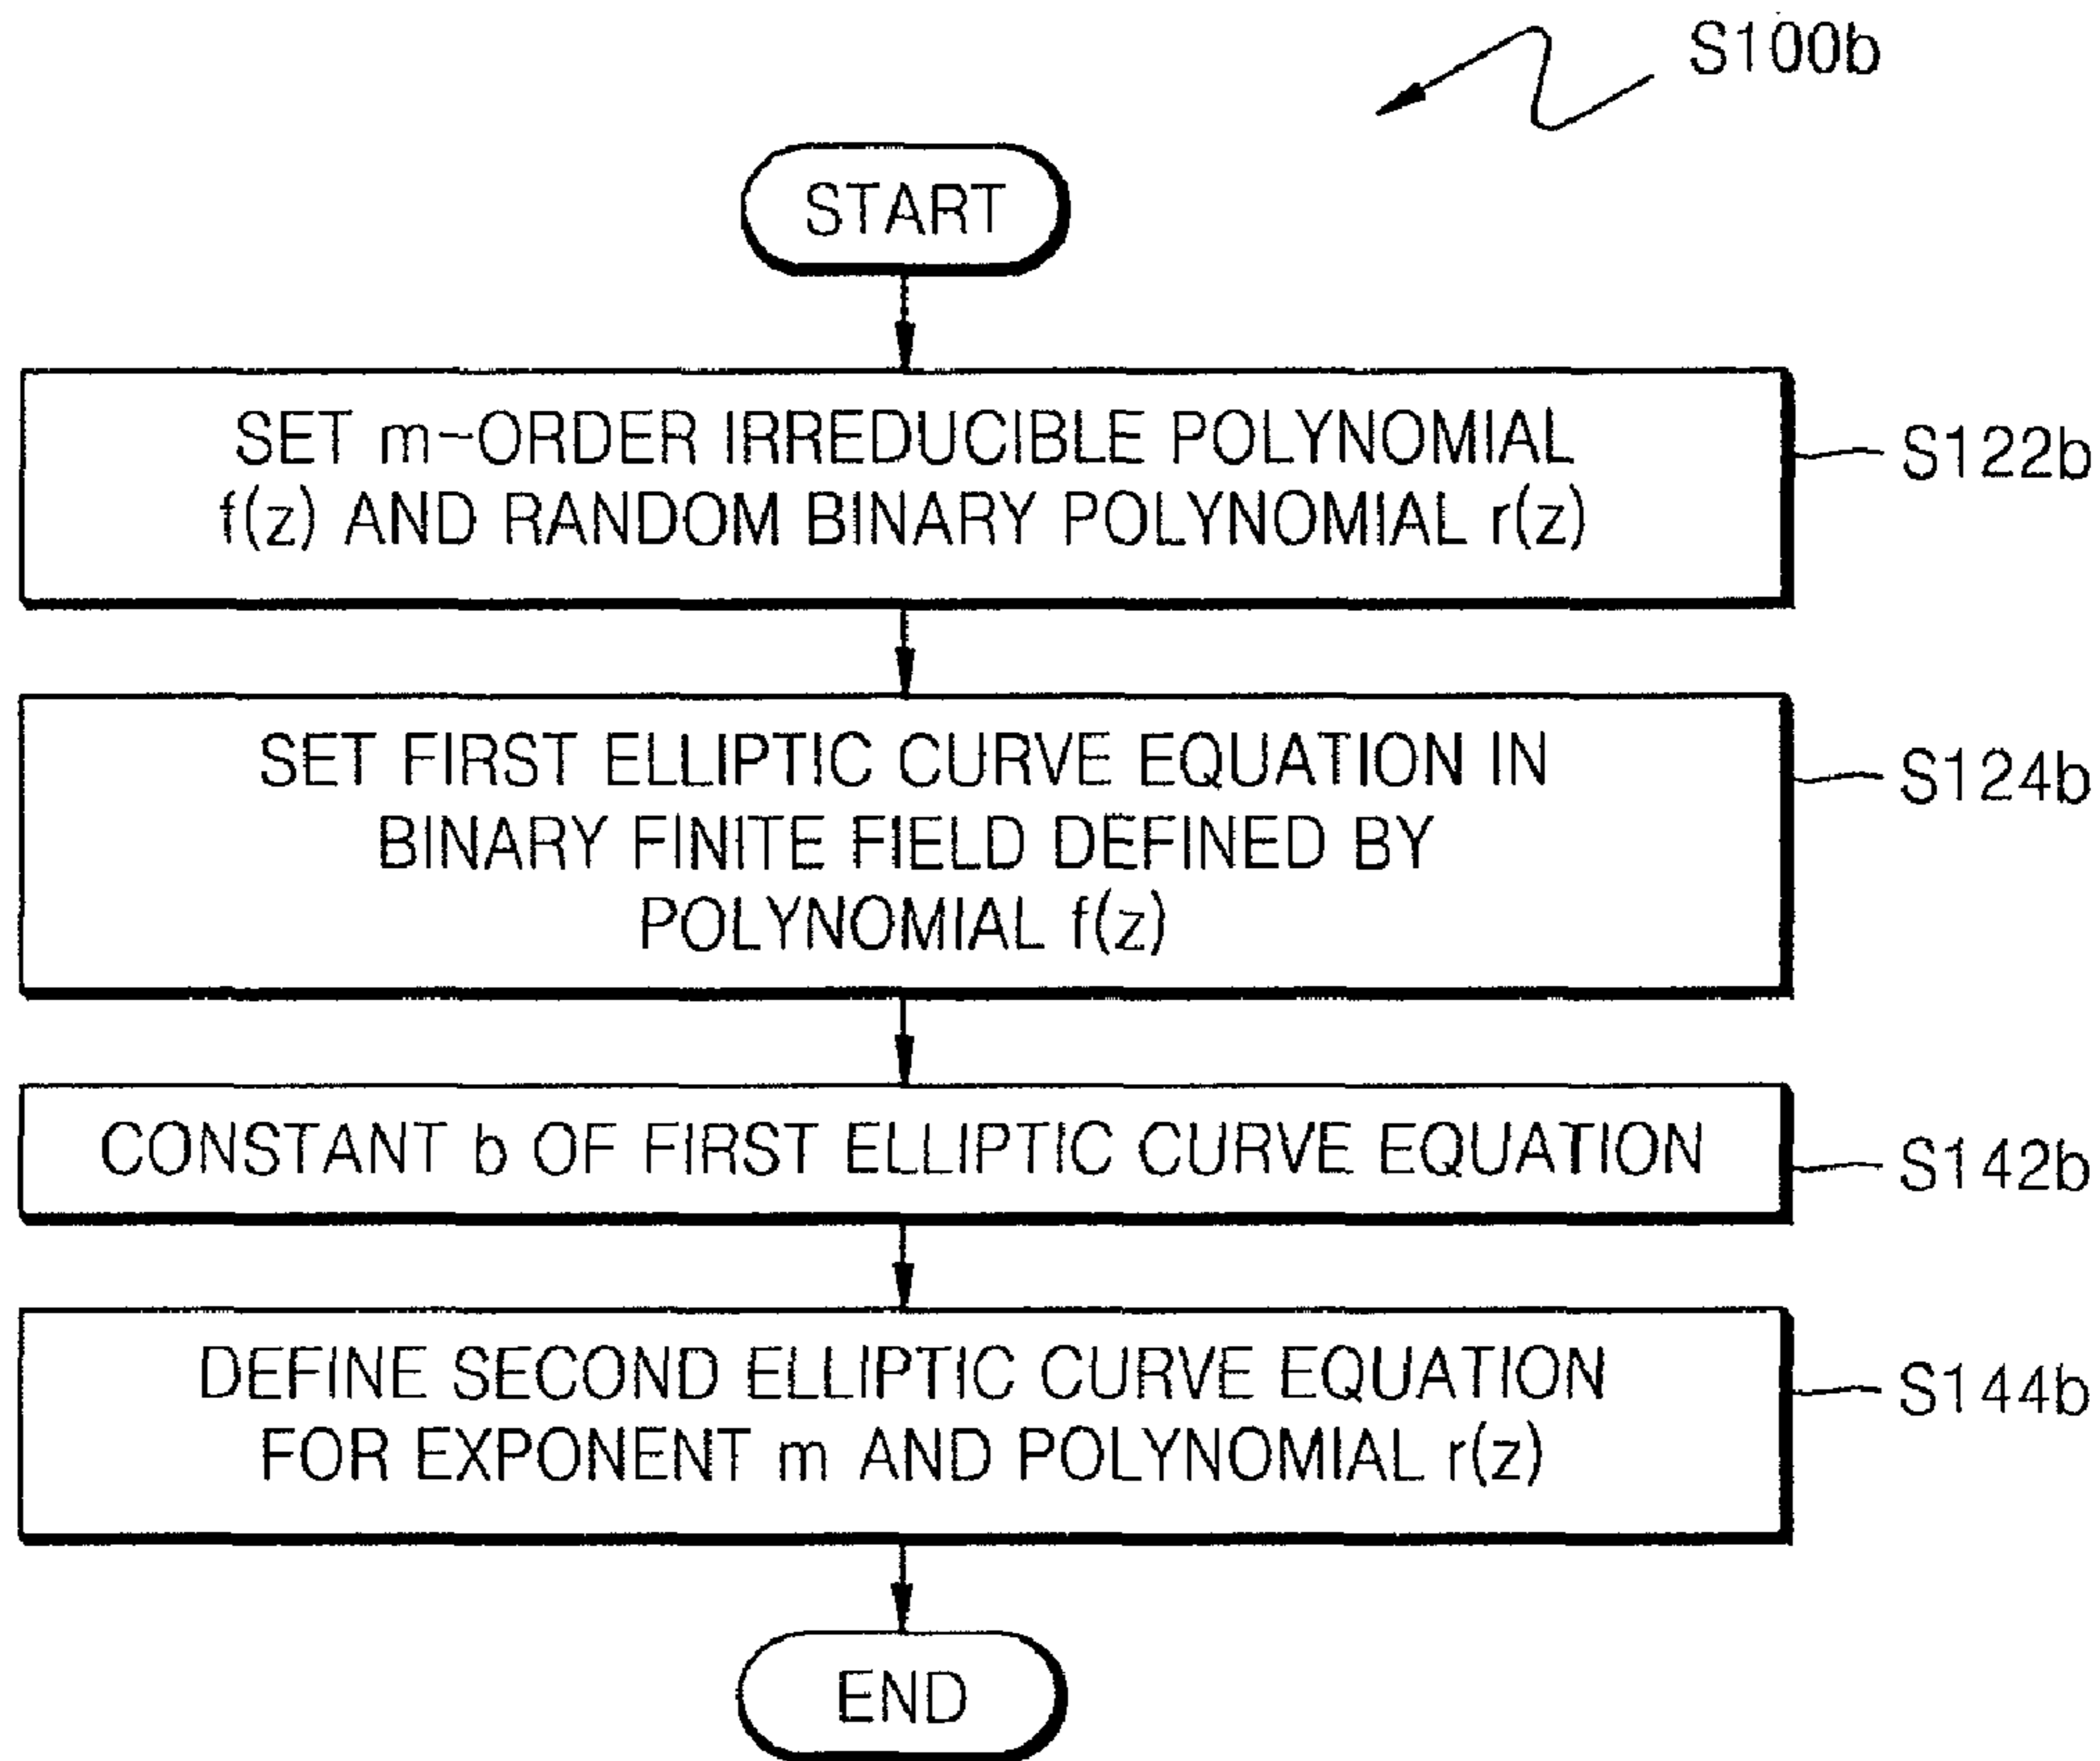 S100b
START
SET m-ORDER IRREDUCIBLE POLYNOMIAL
f(z) AND RANDOM BINARY POLYNOMIAL r(z)
S122b
SET FIRST ELLIPTIC CURVE EQUATION IN
BINARY FINITE FIELD DEFINED BY
POLYNOMIAL f(z)
S124b
CONSTANT b OF FIRST ELLIPTIC CURVE EQUATION
S142b
DEFINE SECOND ELLIPTIC CURVE EQUATION
FOR EXPONENT m AND POLYNOMIAL r(z)
S144b
END